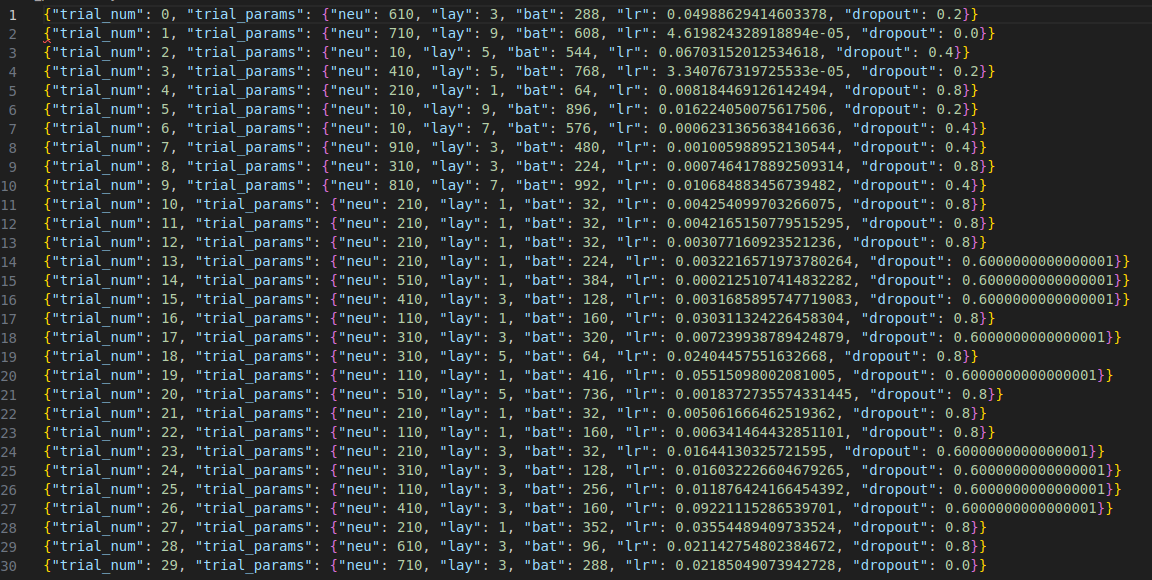 1 {"trial_num": 0, "trial_params": {"neu": 610, "lay": 3, "bat": 288, "lr": 0.04988629414603378, "dropout": 0.2}}
2 {"trial_num": 1, "trial_params": {"neu": 710, "lay": 9, "bat": 608, "lr": 4.619824328918894e-05, "dropout": 0.0}}
3 {"trial_num": 2, "trial_params": {"neu": 10, "lay": 5, "bat": 544, "lr": 0.06703152012534618, "dropout": 0.4}}
4 {"trial_num": 3, "trial_params": {"neu": 410, "lay": 7, "bat": 768, "lr": 3.340767319725533e-05, "dropout": 0.2}}
5 {"trial_num": 4, "trial_params": {"neu": 210, "lay": 1, "bat": 64, "lr": 0.008184469126142494, "dropout": 0.8}}
6 {"trial_num": 5, "trial_params": {"neu": 10, "lay": 9, "bat": 896, "lr": 0.016224050075617506, "dropout": 0.2}}
7 {"trial_num": 6, "trial_params": {"neu": 10, "lay": 7, "bat": 576, "lr": 0.0006231365638416636, "dropout": 0.4}}
8 {"trial_num": 7, "trial_params": {"neu": 910, "lay": 3, "bat": 480, "lr": 0.001005988952130544, "dropout": 0.4}}
9 {"trial_num": 8, "trial_params": {"neu": 310, "lay": 3, "bat": 224, "lr": 0.0007464178892509314, "dropout": 0.8}}
10 {"trial_num": 9, "trial_params": {"neu": 810, "lay": 7, "bat": 992, "lr": 0.010684883456739482, "dropout": 0.4}}
11 {"trial_num": 10, "trial_params": {"neu": 210, "lay": 1, "bat": 32, "lr": 0.004254099703266075, "dropout": 0.8}}
12 {"trial_num": 11, "trial_params": {"neu": 210, "lay": 1, "bat": 32, "lr": 0.0042165150779515295, "dropout": 0.8}}
13 {"trial_num": 12, "trial_params": {"neu": 210, "lay": 1, "bat": 32, "lr": 0.003077160923521236, "dropout": 0.8}}
14 {"trial_num": 13, "trial_params": {"neu": 210, "lay": 1, "bat": 224, "lr": 0.0032216571973780264, "dropout": 0.6000000000000001}}
15 {"trial_num": 14, "trial_params": {"neu": 510, "lay": 1, "bat": 384, "lr": 0.0002125107414832282, "dropout": 0.6000000000000001}}
16 {"trial_num": 15, "trial_params": {"neu": 410, "lay": 3, "bat": 128, "lr": 0.0031685895747719083, "dropout": 0.6000000000000001}}
17 {"trial_num": 16, "trial_params": {"neu": 110, "lay": 1, "bat": 160, "lr": 0.030311324226458304, "dropout": 0.8}}
18 {"trial_num": 17, "trial_params": {"neu": 310, "lay": 3, "bat": 320, "lr": 0.007239938789424879, "dropout": 0.6000000000000001}}
19 {"trial_num": 18, "trial_params": {"neu": 310, "lay": 5, "bat": 64, "lr": 0.02404457551632668, "dropout": 0.8}}
20 {"trial_num": 19, "trial_params": {"neu": 110, "lay": 1, "bat": 416, "lr": 0.05515098002081005, "dropout": 0.6000000000000001}}
21 {"trial_num": 20, "trial_params": {"neu": 510, "lay": 5, "bat": 736, "lr": 0.0018372735574331445, "dropout": 0.8}}
22 {"trial_num": 21, "trial_params": {"neu": 210, "lay": 1, "bat": 32, "lr": 0.005061666462519362, "dropout": 0.8}}
23 {"trial_num": 22, "trial_params": {"neu": 110, "lay": 1, "bat": 160, "lr": 0.006341464432851101, "dropout": 0.8}}
24 {"trial_num": 23, "trial_params": {"neu": 210, "lay": 3, "bat": 32, "lr": 0.01644130325721595, "dropout": 0.6000000000000001}}
25 {"trial_num": 24, "trial_params": {"neu": 310, "lay": 3, "bat": 128, "lr": 0.016032226604679265, "dropout": 0.6000000000000001}}
26 {"trial_num": 25, "trial_params": {"neu": 110, "lay": 3, "bat": 256, "lr": 0.011876424166454392, "dropout": 0.6000000000000001}}
27 {"trial_num": 26, "trial_params": {"neu": 410, "lay": 3, "bat": 160, "lr": 0.09221115286539701, "dropout": 0.6000000000000001}}
28 {"trial_num": 27, "trial_params": {"neu": 210, "lay": 1, "bat": 352, "lr": 0.03554489409733524, "dropout": 0.8}}
29 {"trial_num": 28, "trial_params": {"neu": 610, "lay": 3, "bat": 96, "lr": 0.021142754802384672, "dropout": 0.8}}
30 {"trial_num": 29, "trial_params": {"neu": 710, "lay": 3, "bat": 288, "lr": 0.02185049073942728, "dropout": 0.0}}